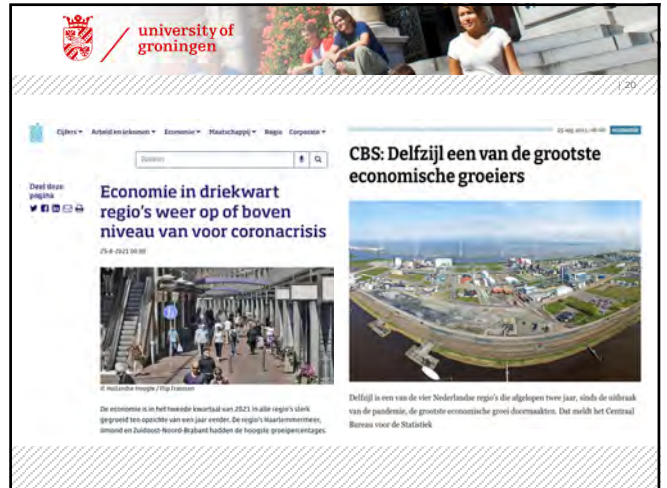 university of
groningen
| 20
Cijfers Arbeid en inkomen Economie Maatschappij Regio Corporate
Zoeken
Deel deze
pagina
Economie in driekwart
regio's weer op of boven
niveau van voor coronacrisis
25-8-2021 00:00
© Hollandse Hoogte / Flip Franssen
De economie is in het tweede kwartaal van 2021 in alle regio's sterk
gegroeid ten opzichte van een jaar eerder. De regio's Haarlemmermeer,
IJmond en Zuidoost-Noord-Brabant hadden de hoogste groeipercentages.
economie
CBS: Delfzijl een van de grootste
economische groeiers
Delfzijl is een van de vier Nederlandse regio's die afgelopen twee jaar, sinds de uitbraak
van de pandemie, de grootste economische groei doormaakten. Dat meldt het Centraal
Bureau voor de Statistiek